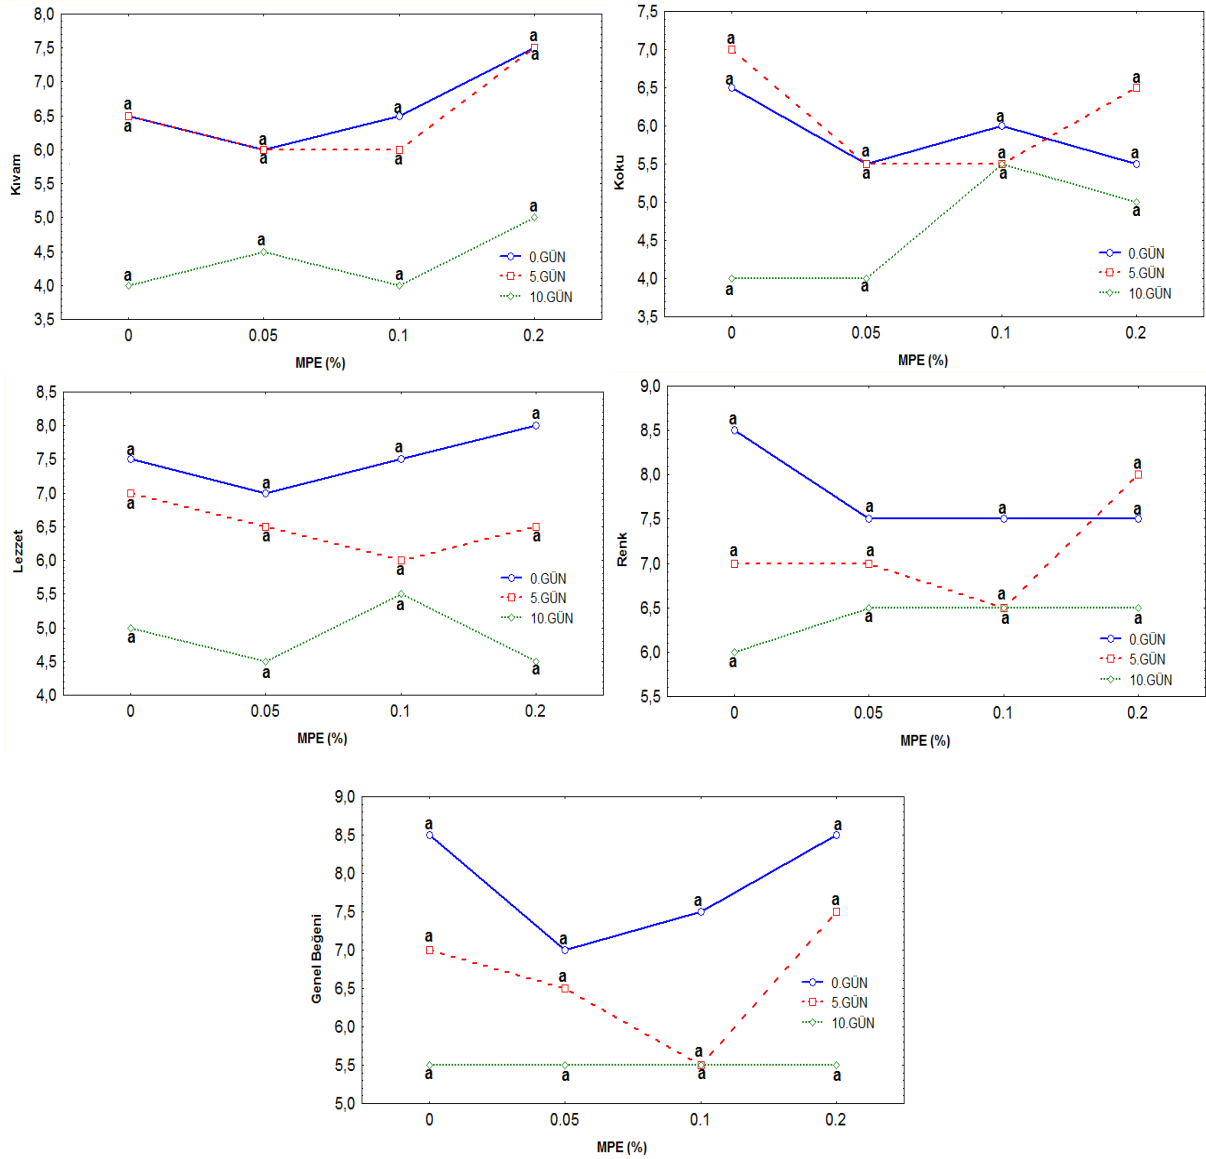 8,0
7,5
7,0
6,5
6,0
5,5
5,0
4,5
4,0
3,5
Kıvam
a a a a
a a a a
a a a a
0.GÜN
5.GÜN
10.GÜN
0 0.05 0.1 0.2
MPE (%)
7,5
7,0
6,5
6,0
5,5
5,0
4,5
4,0
3,5
Koku
a a a a
a a a a
a a a a
0.GÜN
5.GÜN
10.GÜN
0 0.05 0.1 0.2
MPE (%)
8,5
8,0
7,5
7,0
6,5
6,0
5,5
5,0
4,5
4,0
Lezzet
a a a a
a a a a
a a a a
0.GÜN
5.GÜN
10.GÜN
0 0.05 0.1 0.2
MPE (%)
9,0
8,5
8,0
7,5
7,0
6,5
6,0
5,5
Renk
a a a a
a a a a
a a a a
0.GÜN
5.GÜN
10.GÜN
0 0.05 0.1 0.2
MPE (%)
9,0
8,5
8,0
7,5
7,0
6,5
6,0
5,5
5,0
Genel Beğeni
a a a a
a a a a
a a a a
0.GÜN
5.GÜN
10.GÜN
0 0.05 0.1 0.2
MPE (%)